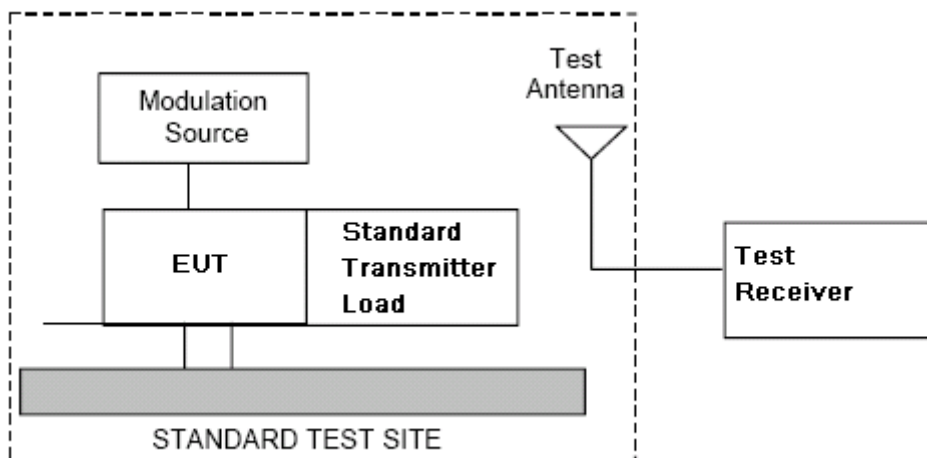 Modulation
Source
Test
Antenna
EUT
Standard
Transmitter
Load
Test
Receiver
STANDARD TEST SITE